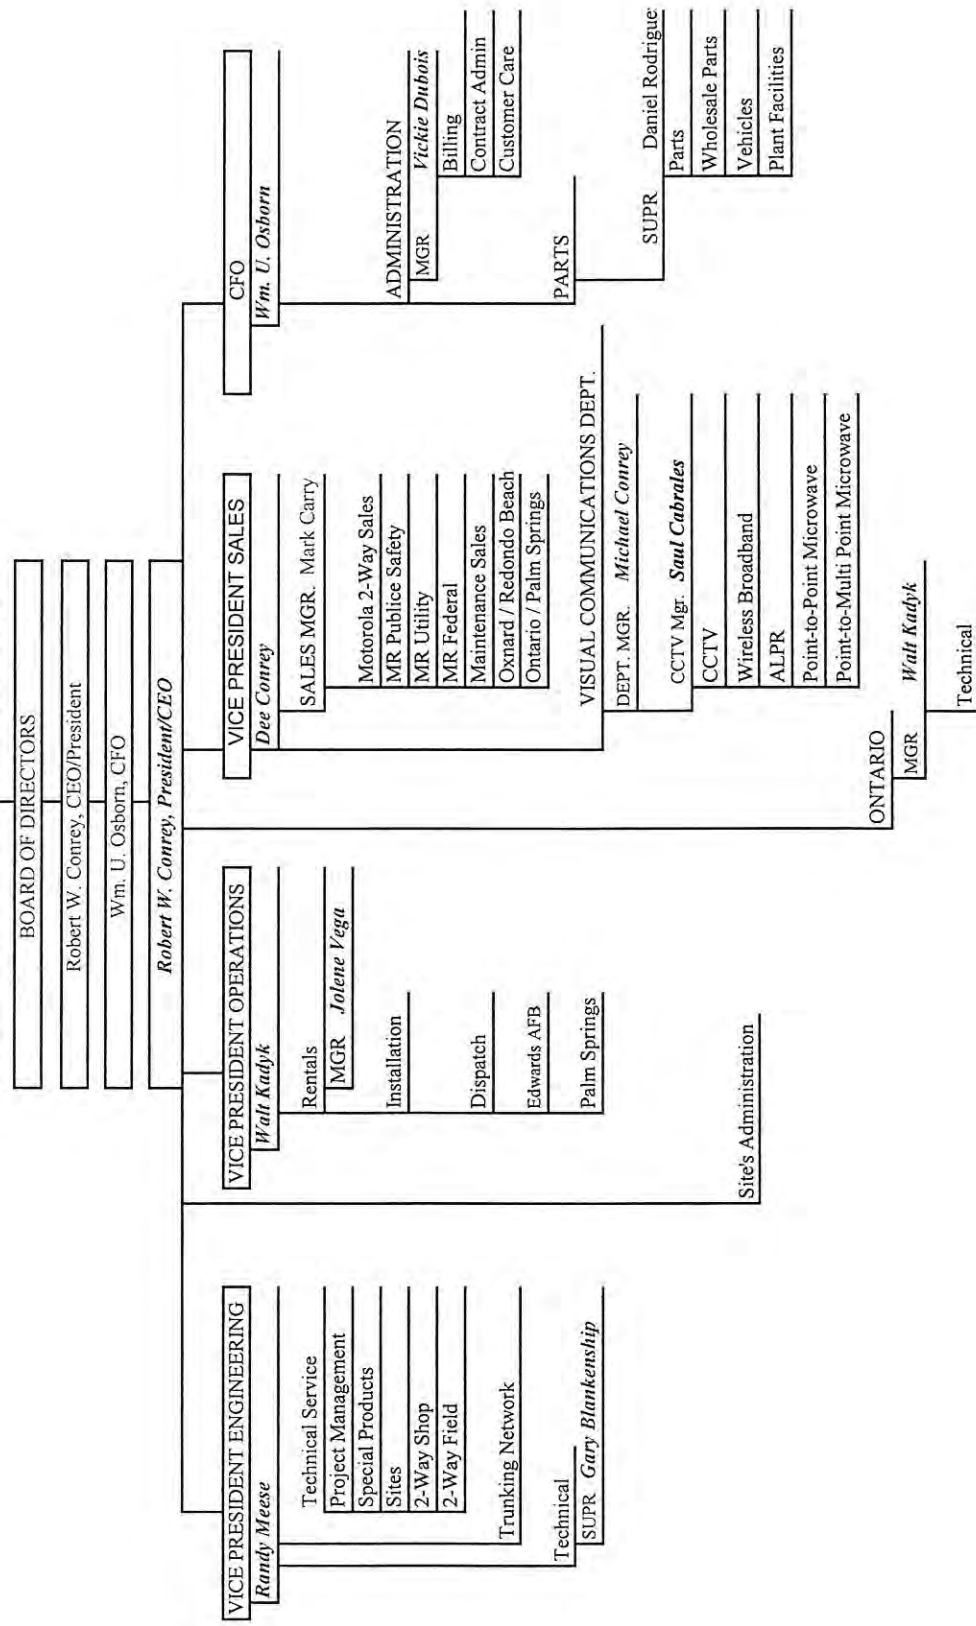 BOARD OF DIRECTORS
Robert W. Conrey, CEO/President
Wm. U. Osborn, CFO
Robert W. Conrey, President/CEO
VICE PRESIDENT ENGINEERING
Randy Meese
Technical Service
Project Management
Special Products
Sites
2-Way Shop
2-Way Field
Trunking Network
Technical
SUPR Gary Blankenship
VICE PRESIDENT OPERATIONS
Walt Kadyk
Rentals
MGR Jolene Vega
Installation
Dispatch
Edwards AFB
Palm Springs
Site's Administration
VICE PRESIDENT SALES
Dee Conrey
SALES MGR. Mark Carry
Motorola 2-Way Sales
MR Publice Safety
MR Utility
MR Federal
Maintenance Sales
Oxnard / Redondo Beach
Ontario / Palm Springs
VISUAL COMMUNICATIONS DEPT.
DEPT. MGR. Michael Conrey
CCTV Mgr. Saul Cabrales
CCTV
Wireless Broadband
ALPR
Point-to-Point Microwave
Point-to-Multi Point Microwave
ONTARIO
MGR Walt Kadyk
Technical
CFO
Wm. U. Osborn
ADMINISTRATION
MGR Vickie Dubois
Billing
Contract Admin
Customer Care
PARTS
SUPR Daniel Rodrigue
Parts
Wholesale Parts
Vehicles
Plant Facilities